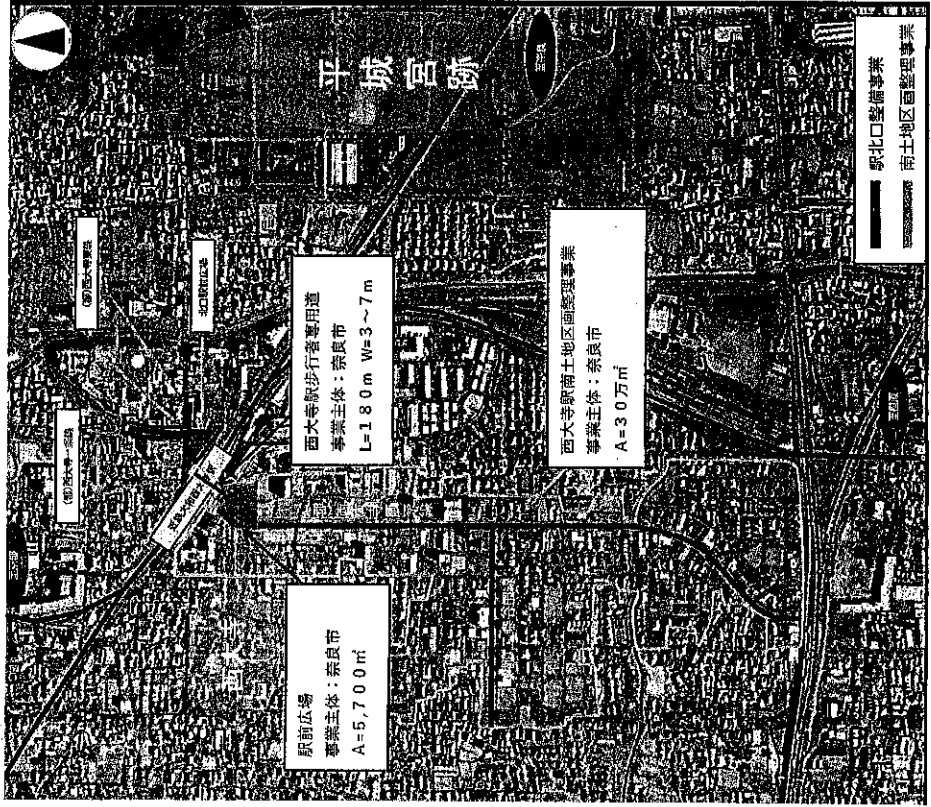 平城宮跡
北口駅前広場
西大寺駅歩行者専用道
事業主体：奈良市
L=180m W=3～7m
西大寺駅南土地区画整理事業
事業主体：奈良市
A=30万㎡
駅前広場
事業主体：奈良市
A=5,700㎡
駅北口整備事業
南土地区画整理事業